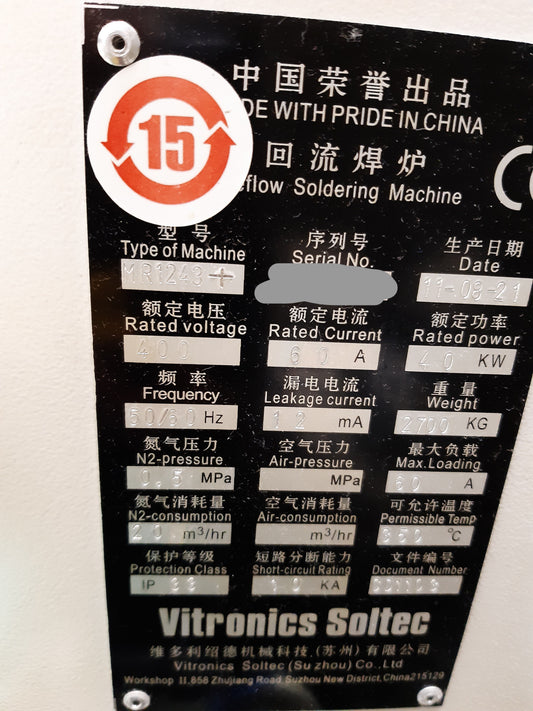 中国荣誉出品
DE WITH PRIDE IN CHINA
15
回流焊炉
eflow Soldering Machine
型号 序列号 生产日期
Type of Machine Serial No. Date
MR1243+ 11-08-21
额定电压 额定电流 额定功率
Rated voltage Rated Current Rated power
400 60 A 40 KW
频率 漏电电流 重量
Frequency Leakage current Weight
50/60 Hz 12 mA 2700 KG
氮气压力 空气压力 最大负载
N2-pressure Air-pressure Max.Loading
0,5 MPa MPa 60 A
氮气消耗量 空气消耗量 可允许温度
N2-consumption Air-consumption Permissible Temp
20 m³/hr m³/hr 350 °C
保护等级 短路分断能力 文件编号
Protection Class Short-circuit Rating Document Number
IP 33 10 KA
Vitronics Soltec
维多利绍德机械科技.(苏州)有限公司
Vitronics Soltec (Suzhou) Co.,Ltd
Workshop 11,858 Zhujiang Road Suzhou New District,China215129